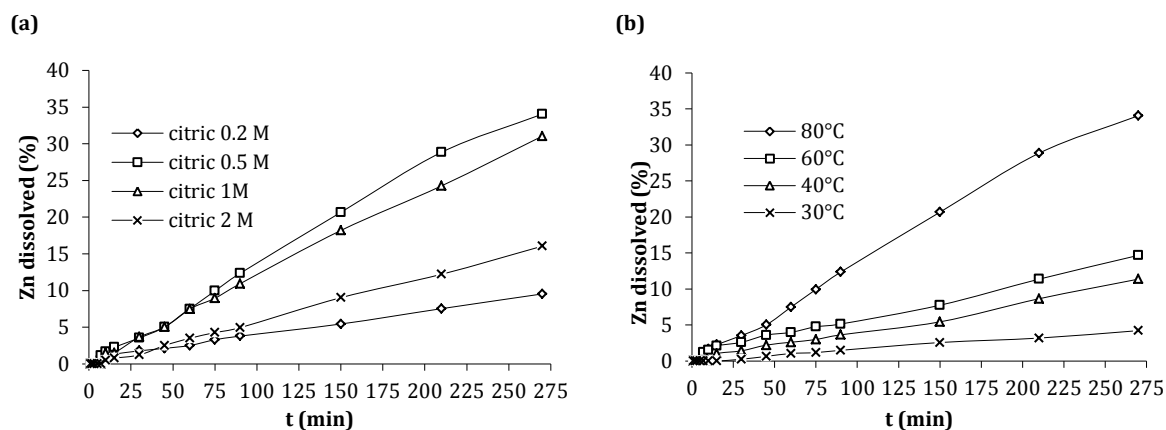 (a)
Zn dissolved (%)
40
35
30
25
20
15
10
5
0
citric 0.2 M
citric 0.5 M
citric 1M
citric 2 M
0 25 50 75 100 125 150 175 200 225 250 275
t (min)
(b)
Zn dissolved (%)
40
35
30
25
20
15
10
5
0
80°C
60°C
40°C
30°C
0 25 50 75 100 125 150 175 200 225 250 275
t (min)